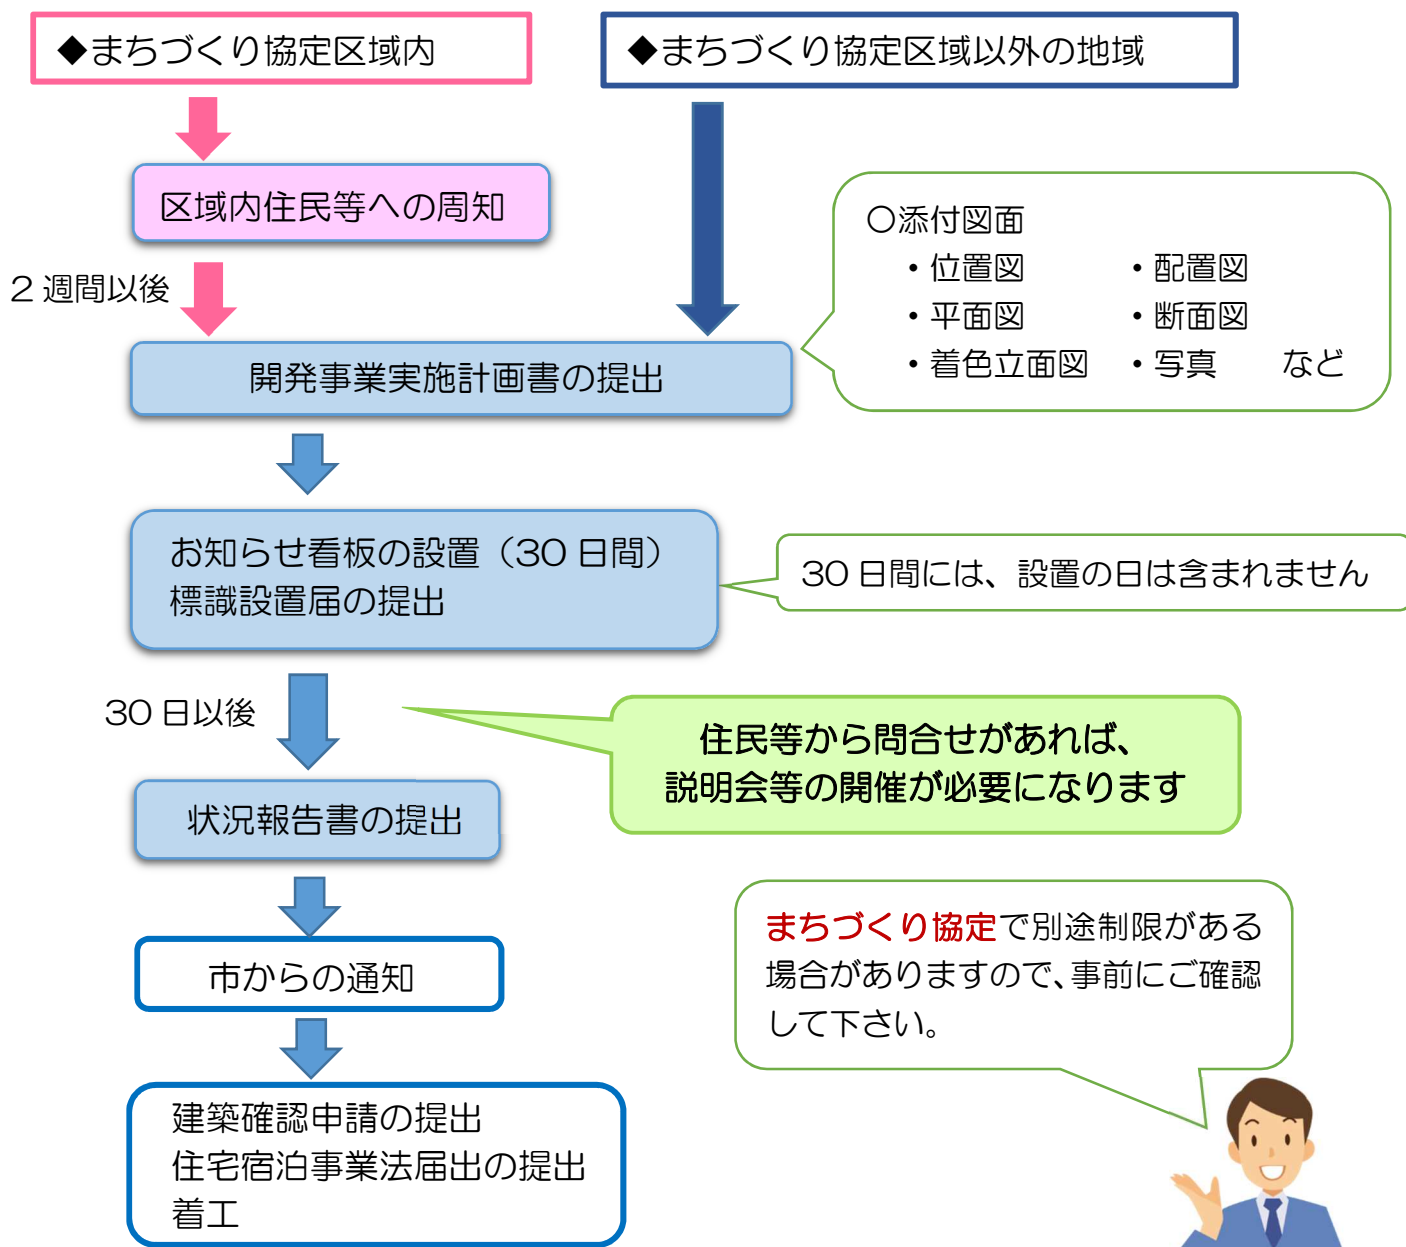 ◆まちづくり協定区域内
◆まちづくり協定区域以外の地域
区域内住民等への周知
2週間以後
○添付図面
・位置図 ・配置図
・平面図 ・断面図
・着色立面図 ・写真 など
開発事業実施計画書の提出
お知らせ看板の設置（30日間）
標識設置届の提出
30日間には、設置の日は含まれません
30日以後
住民等から問合せがあれば、
説明会等の開催が必要になります
状況報告書の提出
市からの通知
まちづくり協定で別途制限がある
場合がありますので、事前にご確認
して下さい。
建築確認申請の提出
住宅宿泊事業法届出の提出
着工